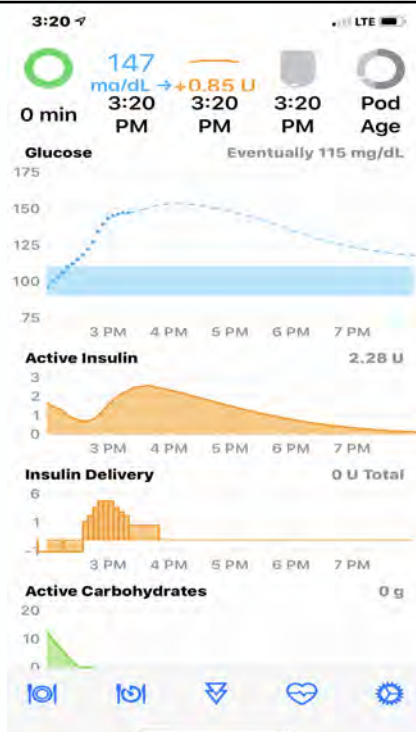 3:20 LTE
147
mg/dL → +0.85 U
0 min 3:20 PM 3:20 PM 3:20 PM Pod Age
Glucose Eventually 115 mg/dL
175
150
125
100
75
3 PM 4 PM 5 PM 6 PM 7 PM
Active Insulin 2.28 U
3
2
1
0
3 PM 4 PM 5 PM 6 PM 7 PM
Insulin Delivery 0 U Total
6
1
-1
3 PM 4 PM 5 PM 6 PM 7 PM
Active Carbohydrates 0 g
20
10
0